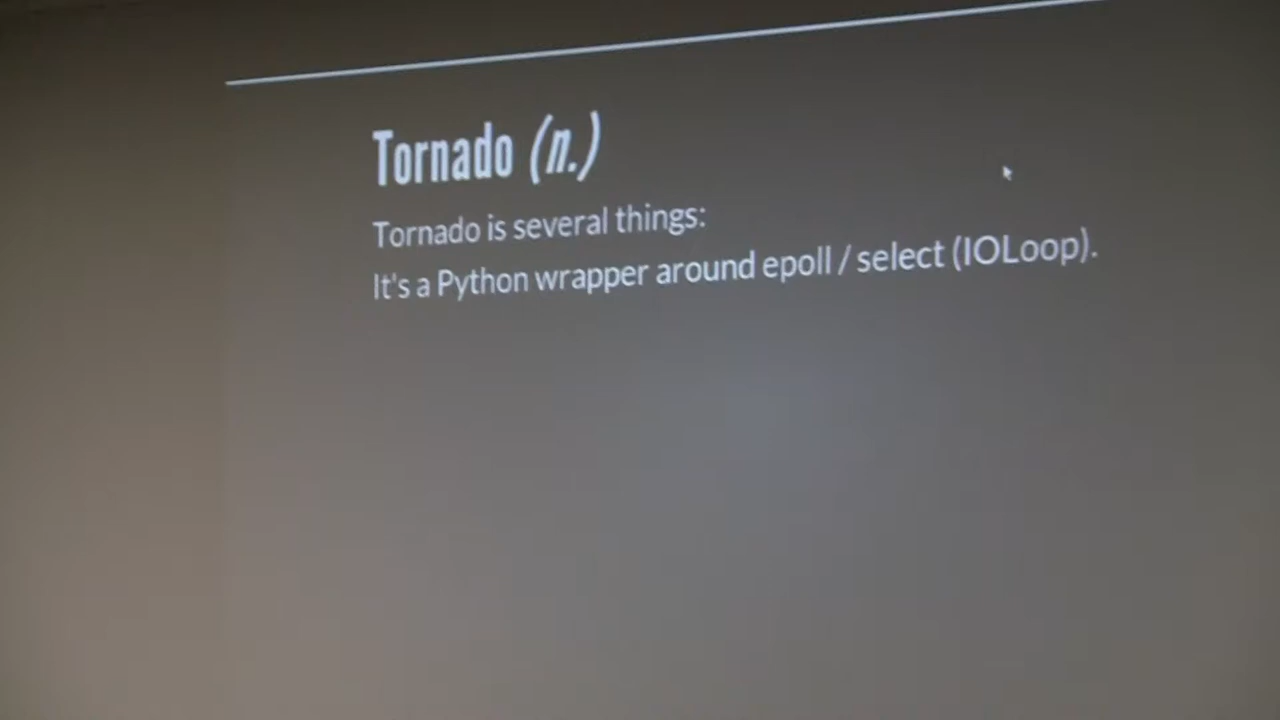 Tornado (n.)
Tornado is several things:
It's a Python wrapper around epoll / select (IOLoop).